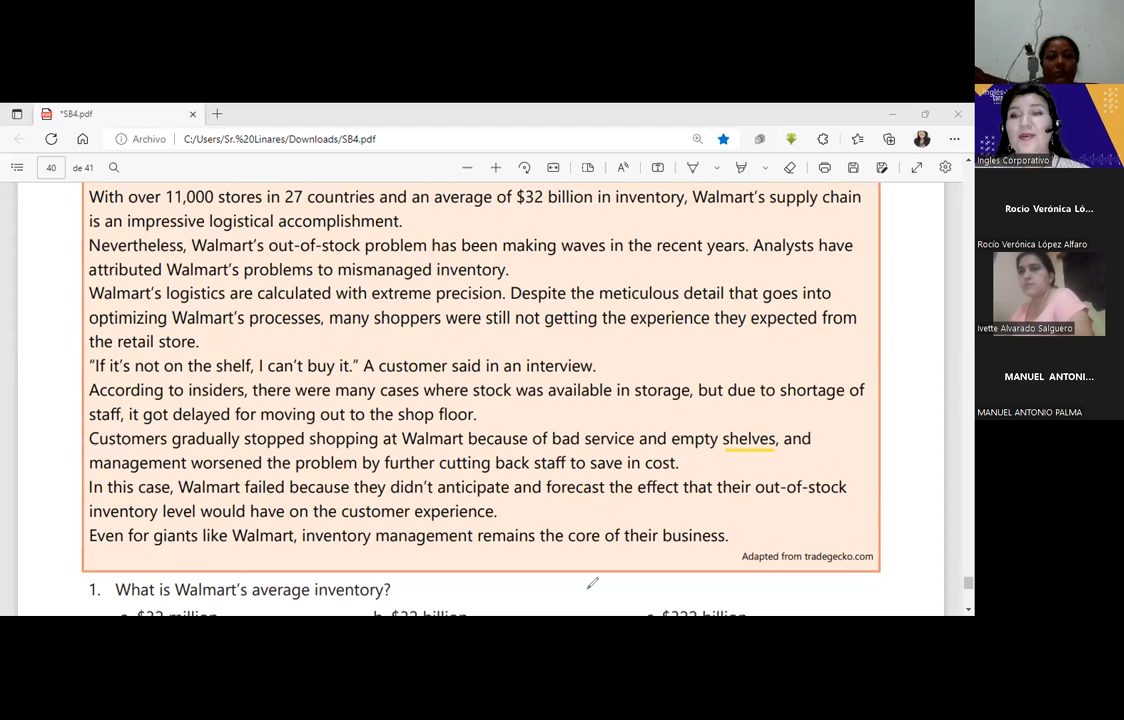 *SB4.pdf
Archivo
C:/Users/Sr.%20Linares/Downloads/SB4.pdf
40
de 41
With over 11,000 stores in 27 countries and an average of $32 billion in inventory, Walmart's supply chain
is an impressive logistical accomplishment.
Nevertheless, Walmart's out-of-stock problem has been making waves in the recent years. Analysts have
attributed Walmart's problems to mismanaged inventory.
Walmart's logistics are calculated with extreme precision. Despite the meticulous detail that goes into
optimizing Walmart's processes, many shoppers were still not getting the experience they expected from
the retail store.
“If it's not on the shelf, I can't buy it.” A customer said in an interview.
According to insiders, there were many cases where stock was available in storage, but due to shortage of
staff, it got delayed for moving out to the shop floor.
Customers gradually stopped shopping at Walmart because of bad service and empty shelves, and
management worsened the problem by further cutting back staff to save in cost.
In this case, Walmart failed because they didn't anticipate and forecast the effect that their out-of-stock
inventory level would have on the customer experience.
Even for giants like Walmart, inventory management remains the core of their business.
Adapted from tradegecko.com
1. What is Walmart's average inventory?
a. $32 million b. $32 billion c. $322 billion
Ingles Corporativo
Rocio Verónica Ló...
Rocío Verónica López Alfaro
Ivette Alvarado Salguero
MANUEL ANTONI...
MANUEL ANTONIO PALMA